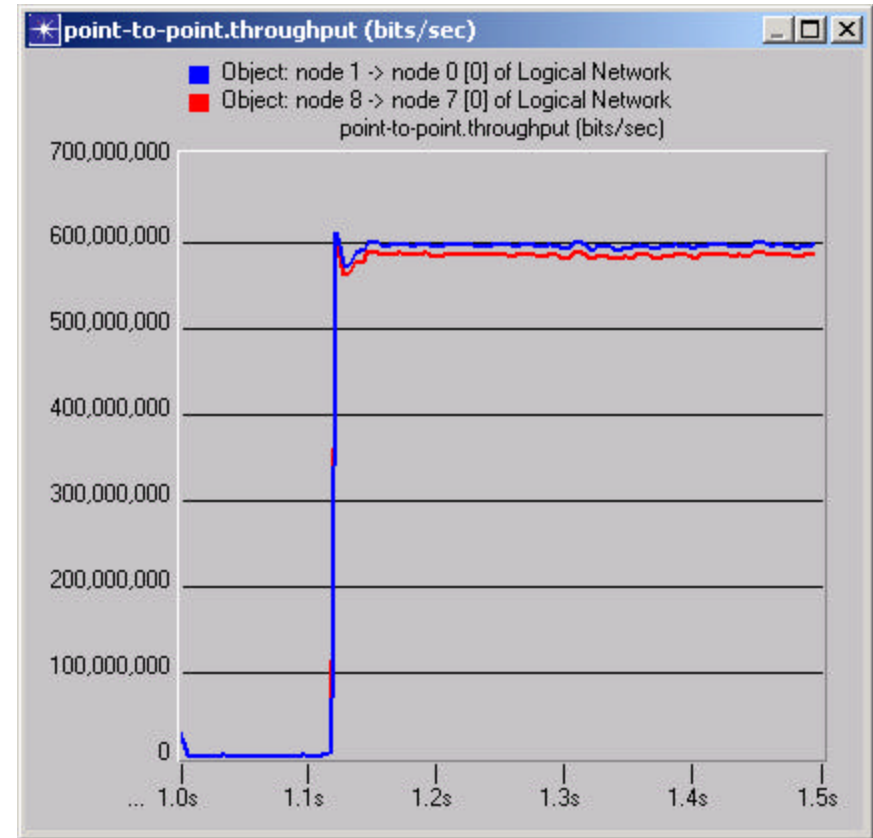 point-to-point.throughput (bits/sec)
Object: node 1 -> node 0 [0] of Logical Network
Object: node 8 -> node 7 [0] of Logical Network
point-to-point.throughput (bits/sec)
700,000,000
600,000,000
500,000,000
400,000,000
300,000,000
200,000,000
100,000,000
0
... 1.0s 1.1s 1.2s 1.3s 1.4s 1.5s